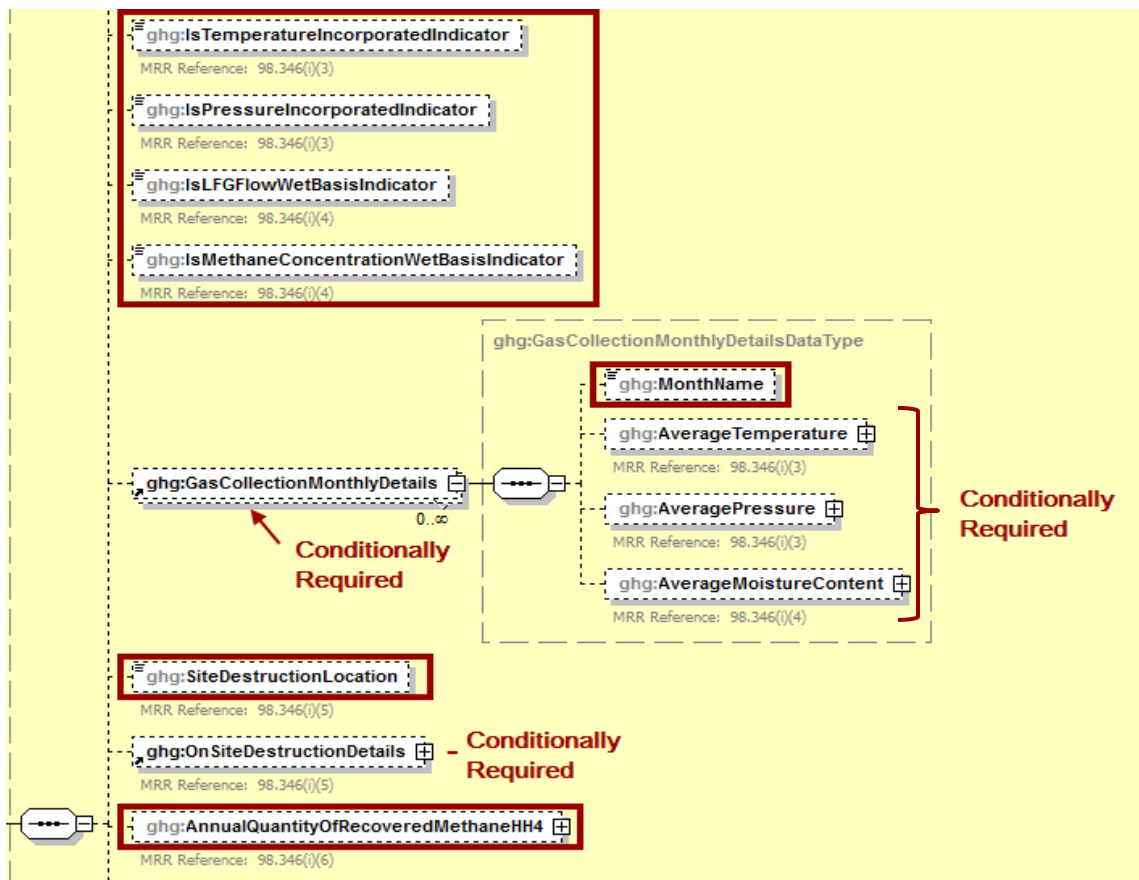 ghg:IsTemperatureIncorporatedIndicator
MRR Reference: 98.346(i)(3)
ghg:IsPressureIncorporatedIndicator
MRR Reference: 98.346(i)(3)
ghg:IsLFGFlowWetBasisIndicator
MRR Reference: 98.346(i)(4)
ghg:IsMethaneConcentrationWetBasisIndicator
MRR Reference: 98.346(i)(4)
ghg:GasCollectionMonthlyDetailsDataType
ghg:MonthName
ghg:AverageTemperature
MRR Reference: 98.346(i)(3)
ghg:GasCollectionMonthlyDetails
0..∞
Conditionally
Required
ghg:AveragePressure
MRR Reference: 98.346(i)(3)
Conditionally
Required
ghg:AverageMoistureContent
MRR Reference: 98.346(i)(4)
ghg:SiteDestructionLocation
MRR Reference: 98.346(i)(5)
ghg:OnSiteDestructionDetails
MRR Reference: 98.346(i)(5)
- Conditionally
Required
ghg:AnnualQuantityOfRecoveredMethaneHH4
MRR Reference: 98.346(i)(6)